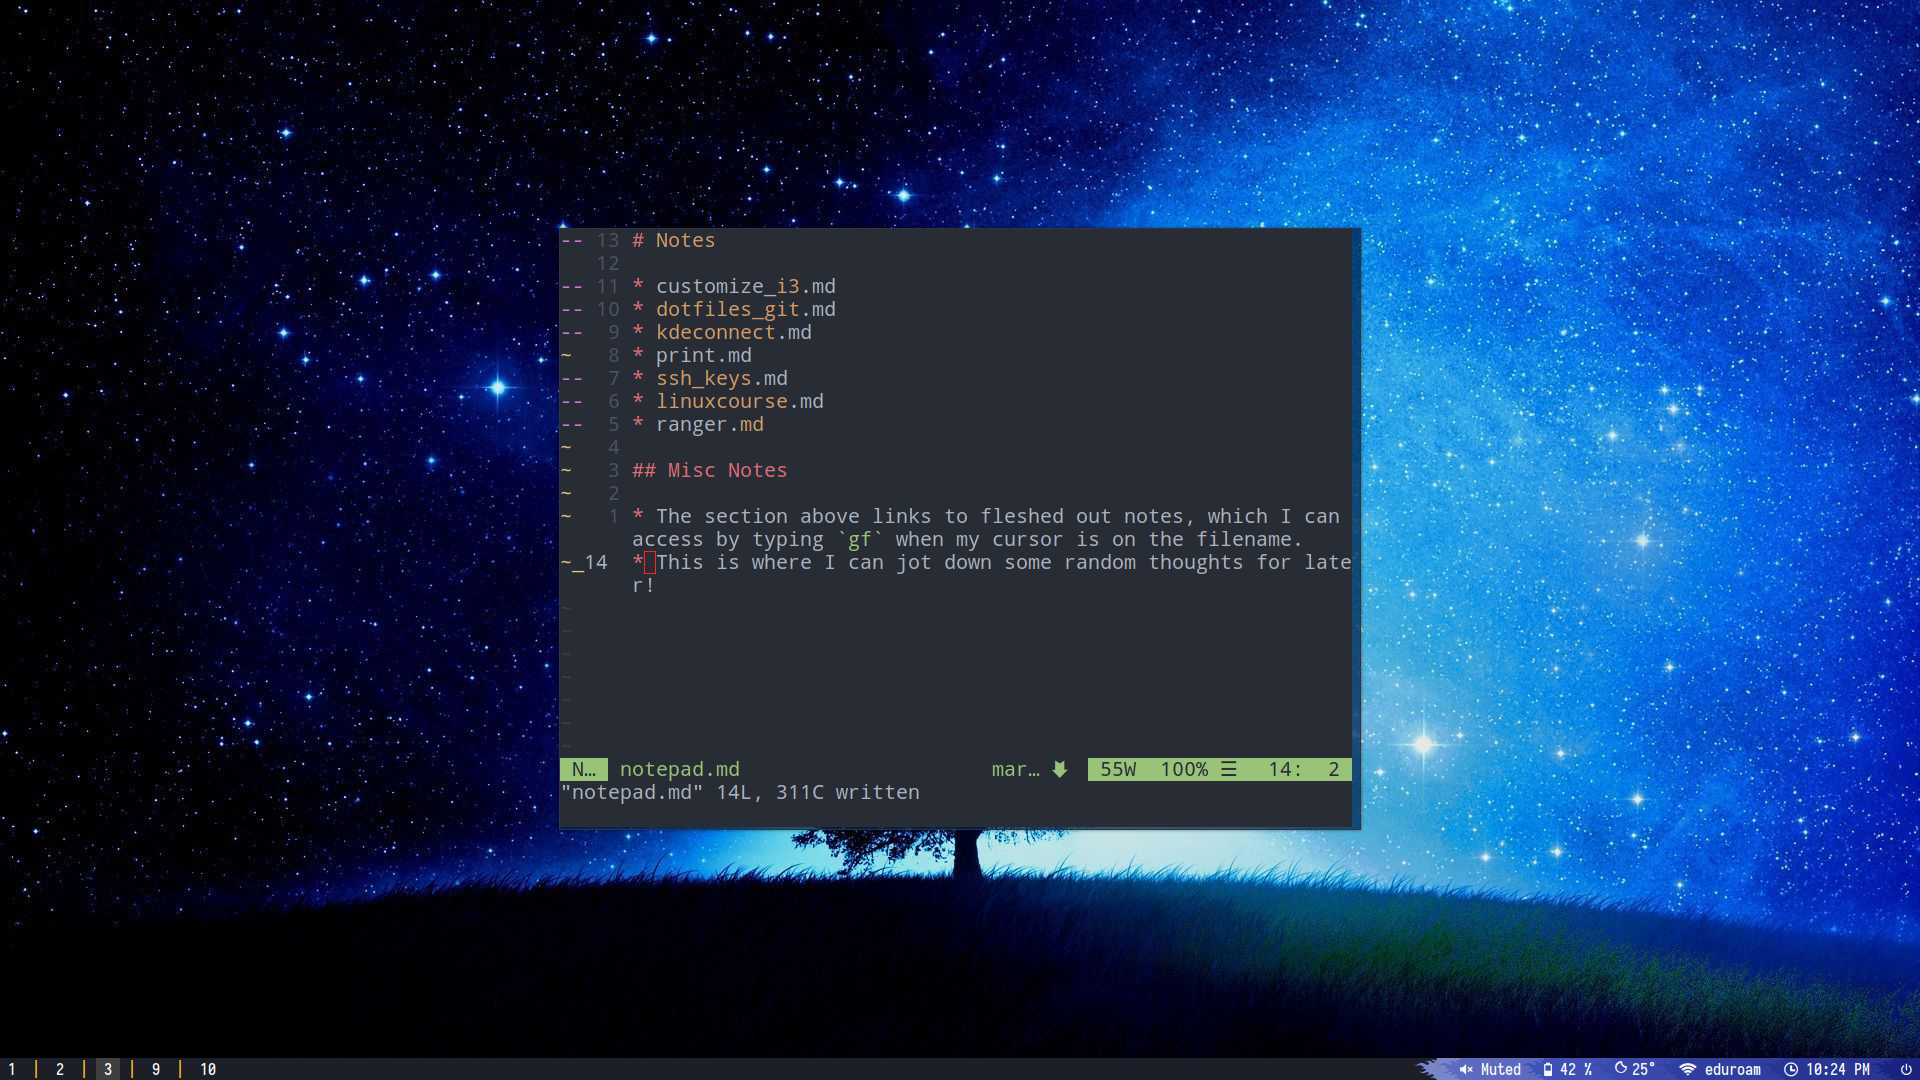 -- 13 # Notes
12
-- 11 * customize_i3.md
-- 10 * dotfiles_git.md
-- 9 * kdeconnect.md
~ 8 * print.md
-- 7 * ssh_keys.md
-- 6 * linuxcourse.md
-- 5 * ranger.md
~ 4
~ 3 ## Misc Notes
~ 2
~ 1 * The section above links to fleshed out notes, which I can
access by typing `gf` when my cursor is on the filename.
~_14 * This is where I can jot down some random thoughts for late
r!
~
~
~
~
~
~
~
N… notepad.md mar… 55W 100% ☰ 14: 2
"notepad.md" 14L, 311C written
1 | 2 | 3 | 9 | 10 Muted 42 % 25° eduroam 10:24 PM